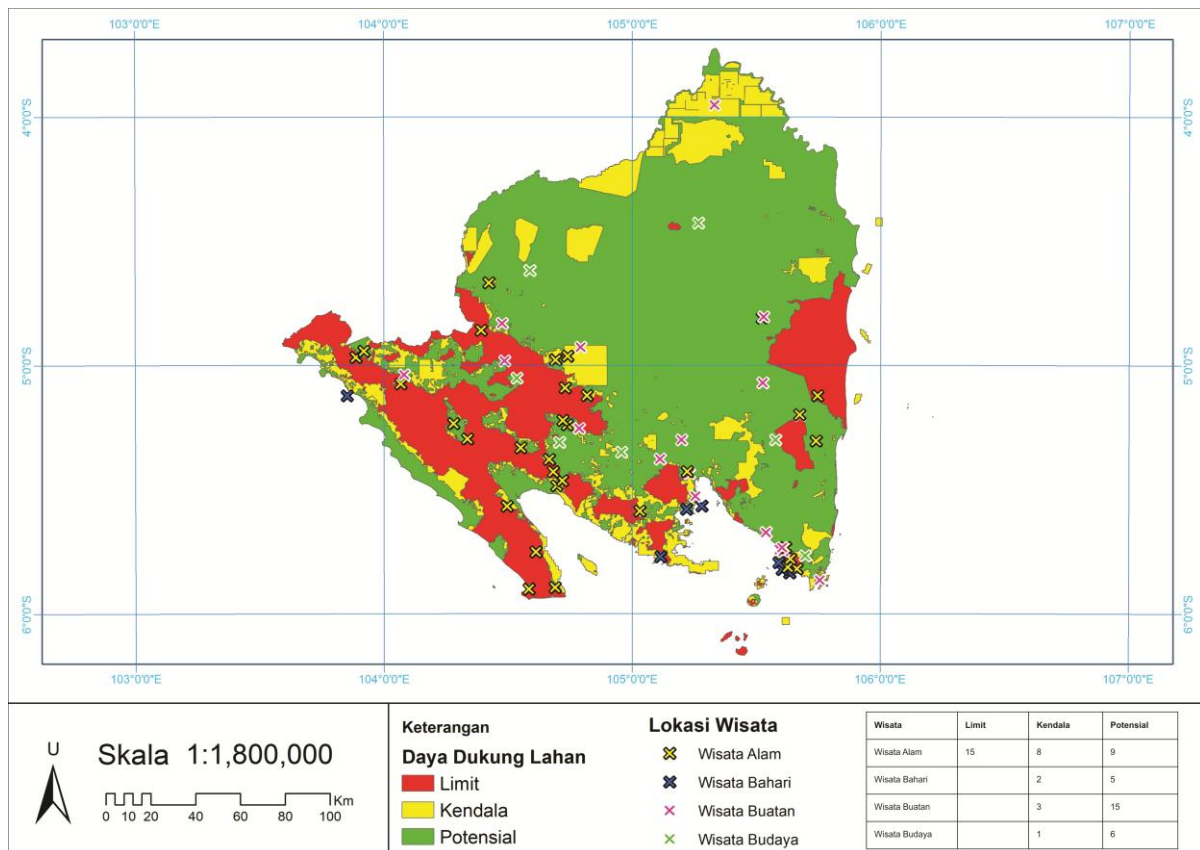 103°0'0"E 104°0'0"E 105°0'0"E 106°0'0"E 107°0'0"E
4°0'0"S 4°0'0"S
5°0'0"S 5°0'0"S
6°0'0"S 6°0'0"S
103°0'0"E 104°0'0"E 105°0'0"E 106°0'0"E 107°0'0"E
U
Skala 1:1,800,000
0 10 20 40 60 80 100 Km
Keterangan
Daya Dukung Lahan
Limit
Kendala
Potensial
Lokasi Wisata
Wisata Alam
Wisata Bahari
Wisata Buatan
Wisata Budaya
Wisata Limit Kendala Potensial
Wisata Alam 15 8 9
Wisata Bahari 2 5
Wisata Buatan 3 15
Wisata Budaya 1 6